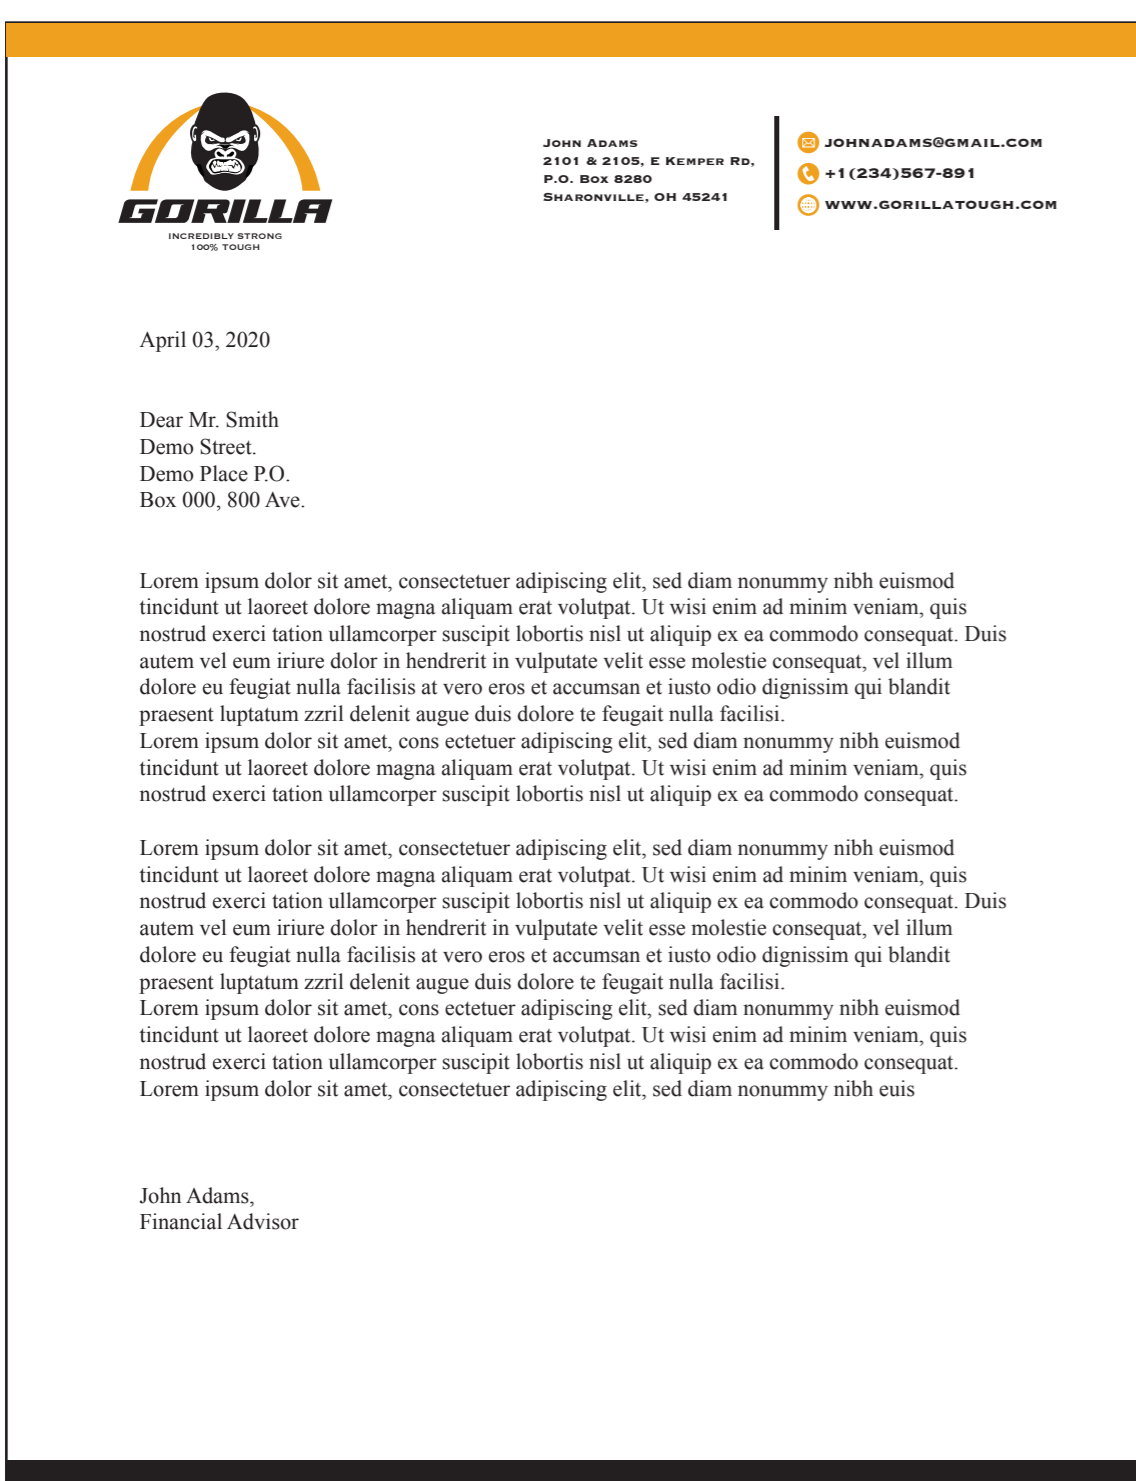 GORILLA
INCREDIBLY STRONG
100% TOUGH
John Adams
2101 & 2105, E Kemper Rd,
P.O. Box 8280
Sharonville, OH 45241
JOHNADAMS@GMAIL.COM
+1(234)567-891
WWW.GORILLATOUGH.COM
April 03, 2020
Dear Mr. Smith
Demo Street.
Demo Place P.O.
Box 000, 800 Ave.
Lorem ipsum dolor sit amet, consectetuer adipiscing elit, sed diam nonummy nibh euismod
tincidunt ut laoreet dolore magna aliquam erat volutpat. Ut wisi enim ad minim veniam, quis
nostrud exerci tation ullamcorper suscipit lobortis nisl ut aliquip ex ea commodo consequat. Duis
autem vel eum iriure dolor in hendrerit in vulputate velit esse molestie consequat, vel illum
dolore eu feugiat nulla facilisis at vero eros et accumsan et iusto odio dignissim qui blandit
praesent luptatum zzril delenit augue duis dolore te feugait nulla facilisi.
Lorem ipsum dolor sit amet, cons ectetuer adipiscing elit, sed diam nonummy nibh euismod
tincidunt ut laoreet dolore magna aliquam erat volutpat. Ut wisi enim ad minim veniam, quis
nostrud exerci tation ullamcorper suscipit lobortis nisl ut aliquip ex ea commodo consequat.
Lorem ipsum dolor sit amet, consectetuer adipiscing elit, sed diam nonummy nibh euismod
tincidunt ut laoreet dolore magna aliquam erat volutpat. Ut wisi enim ad minim veniam, quis
nostrud exerci tation ullamcorper suscipit lobortis nisl ut aliquip ex ea commodo consequat. Duis
autem vel eum iriure dolor in hendrerit in vulputate velit esse molestie consequat, vel illum
dolore eu feugiat nulla facilisis at vero eros et accumsan et iusto odio dignissim qui blandit
praesent luptatum zzril delenit augue duis dolore te feugait nulla facilisi.
Lorem ipsum dolor sit amet, cons ectetuer adipiscing elit, sed diam nonummy nibh euismod
tincidunt ut laoreet dolore magna aliquam erat volutpat. Ut wisi enim ad minim veniam, quis
nostrud exerci tation ullamcorper suscipit lobortis nisl ut aliquip ex ea commodo consequat.
Lorem ipsum dolor sit amet, consectetuer adipiscing elit, sed diam nonummy nibh euis
John Adams,
Financial Advisor